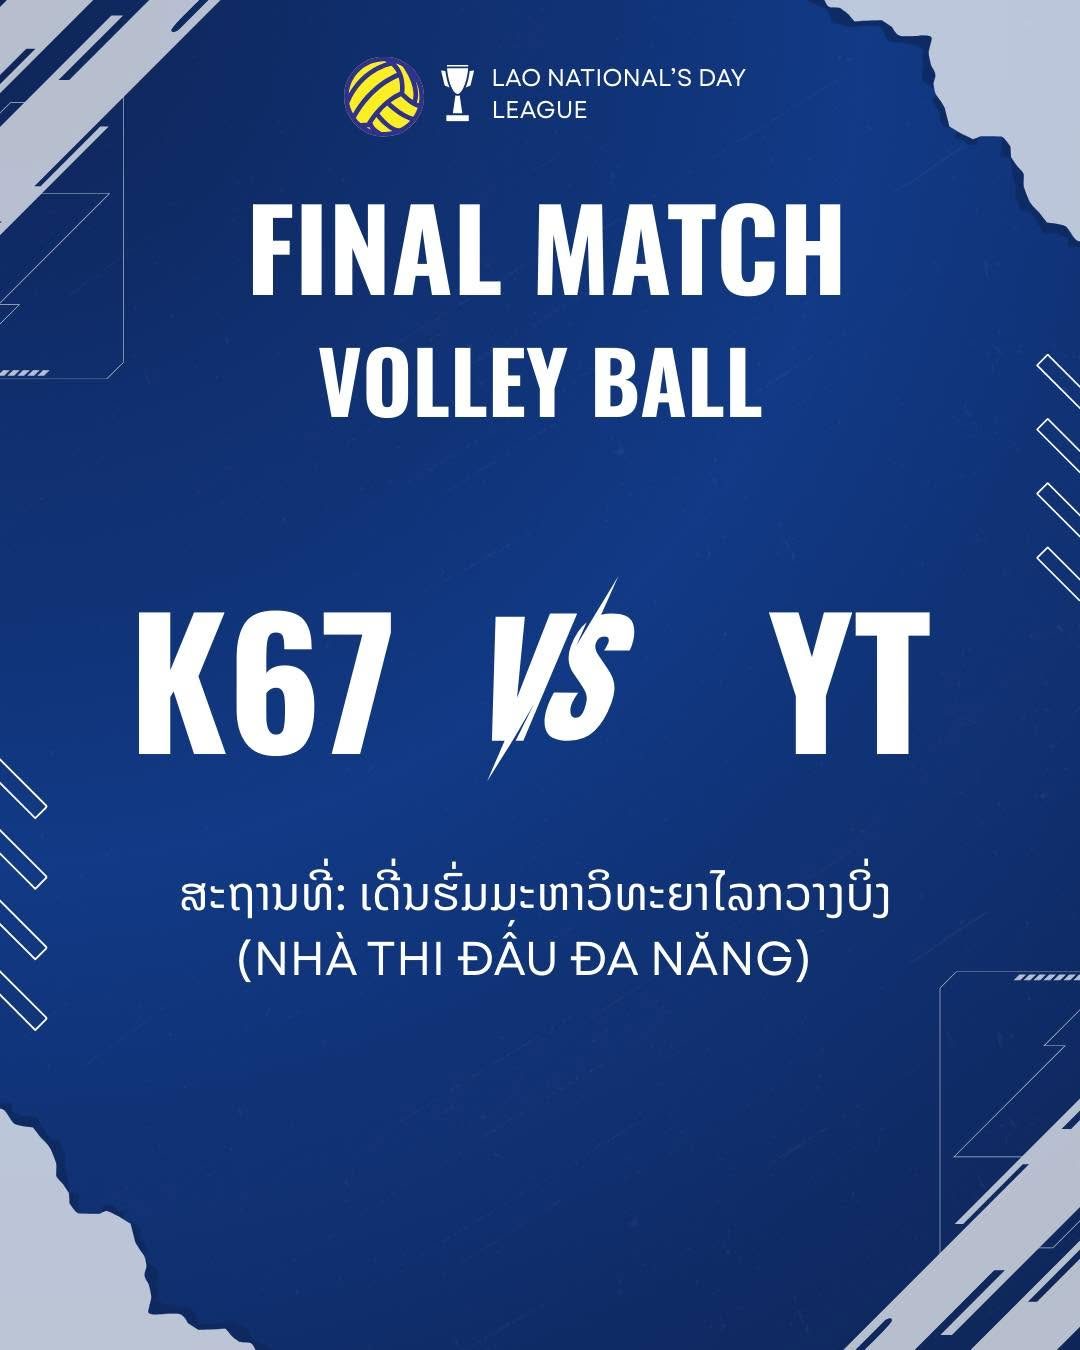 LAO NATIONAL'S DAY
LEAGUE
FINAL MATCH
VOLLEY BALL
K67 VS YT
ສະຖານທີ່: ເດີ່ນຮົ່ມມະຫາວິທະຍາໄລກວາງບິ່ງ
(NHÀ THI ĐẤU ĐA NĂNG)